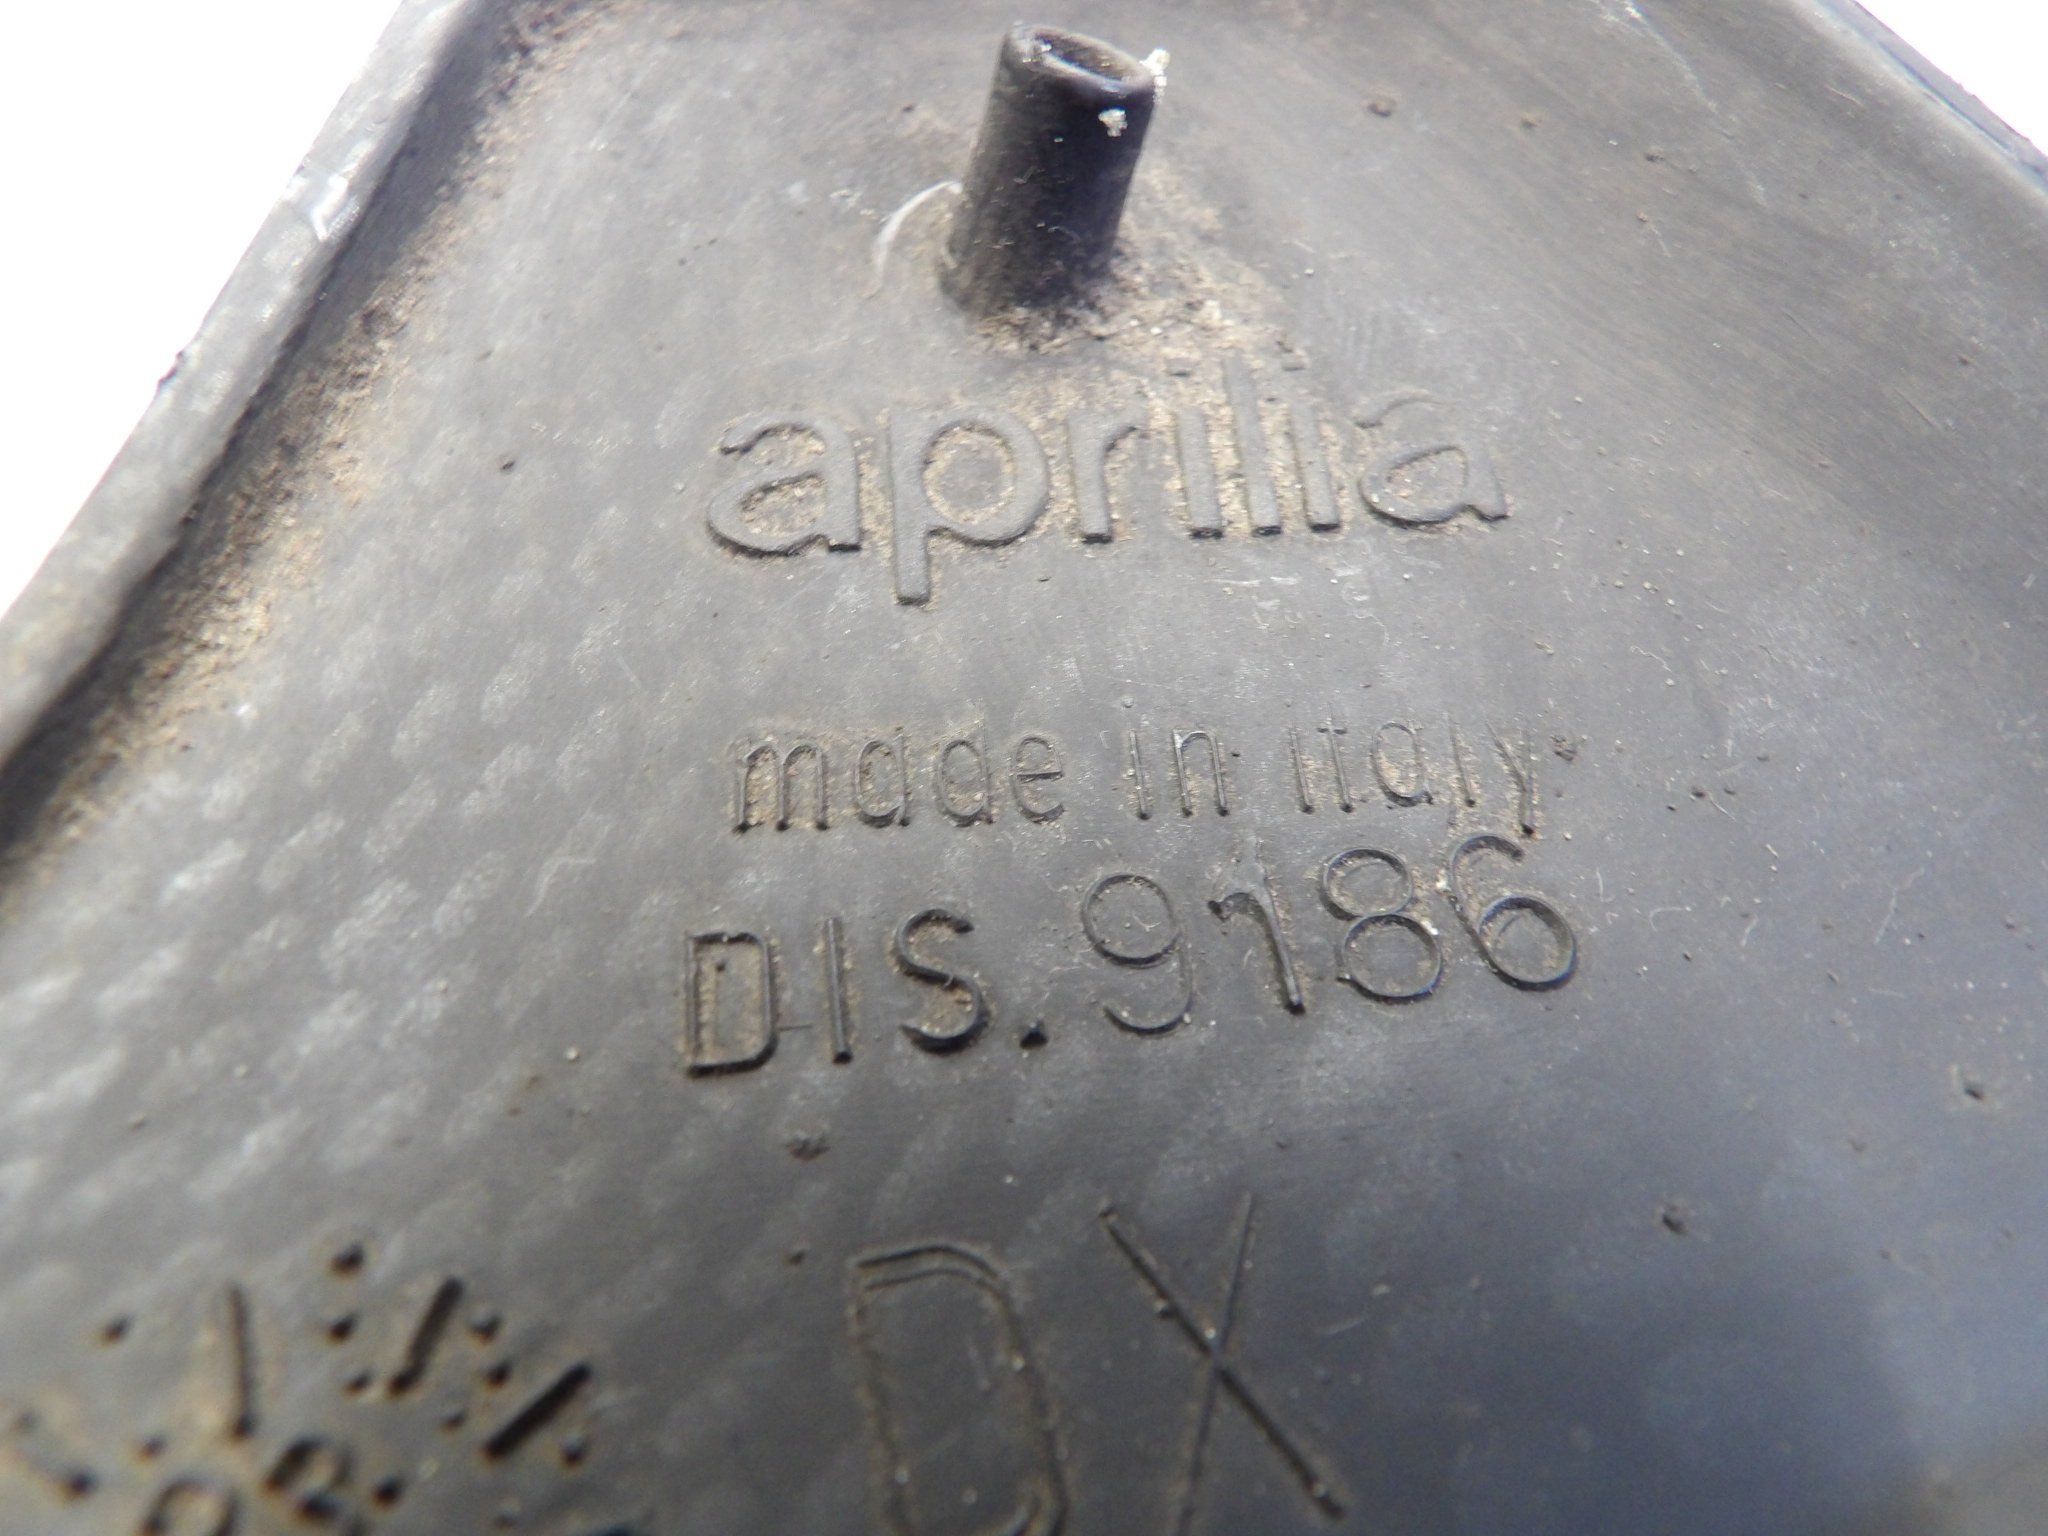 aprilia
made in italy
DIS.9186
DX